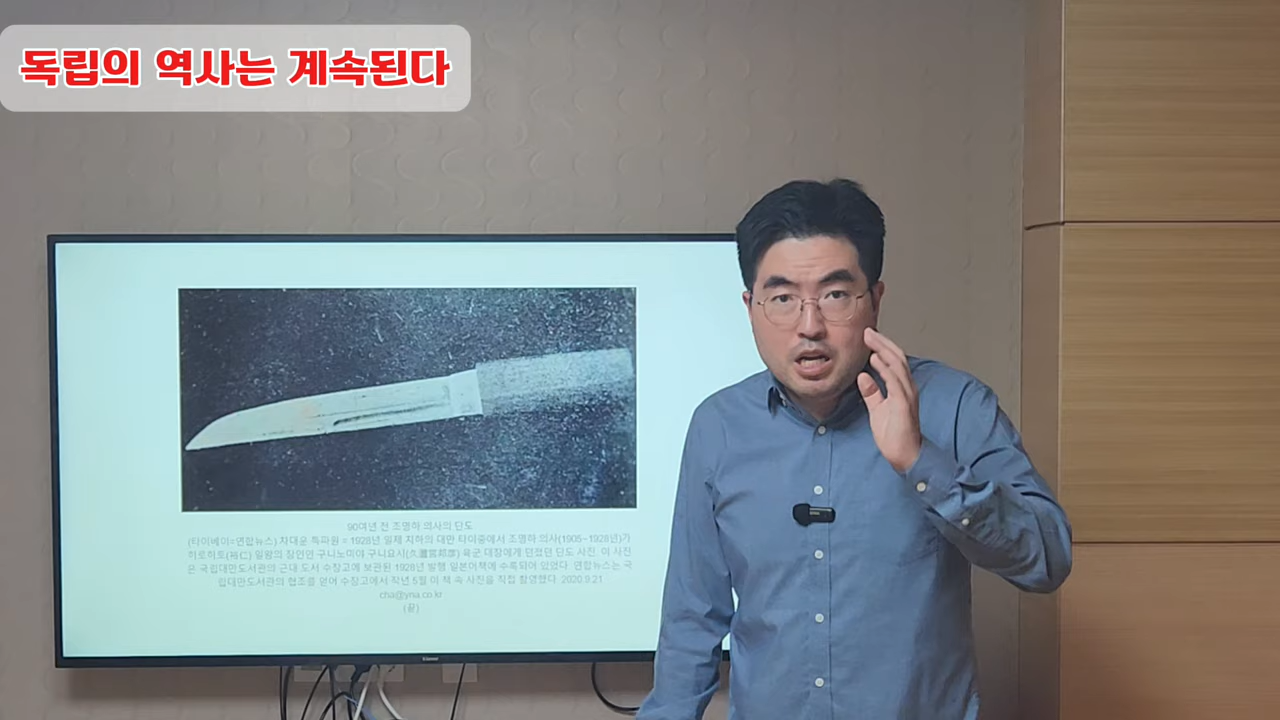 독립의 역사는 계속된다
90여년 전 조명하 의사의 단도
(타이베이=연합뉴스) 차대운 특파원 = 1928년 일제 치하의 대만 타이중에서 조명하 의사(1905~1928년)가
히로히토(裕仁) 일왕의 장인인 구니노미야 구니요시(久邇宮邦彦) 육군 대장에게 던졌던 단도 사진. 이 사진
은 국립대만도서관의 근대 도서 수장고에 보관된 1928년 발행 일본어책에 수록되어 있었다. 연합뉴스는 국
립대만도서관의 협조를 얻어 수장고에서 작년 5월 이 책 속 사진을 직접 촬영했다. 2020.9.21.
cha@yna.co.kr
(끝)